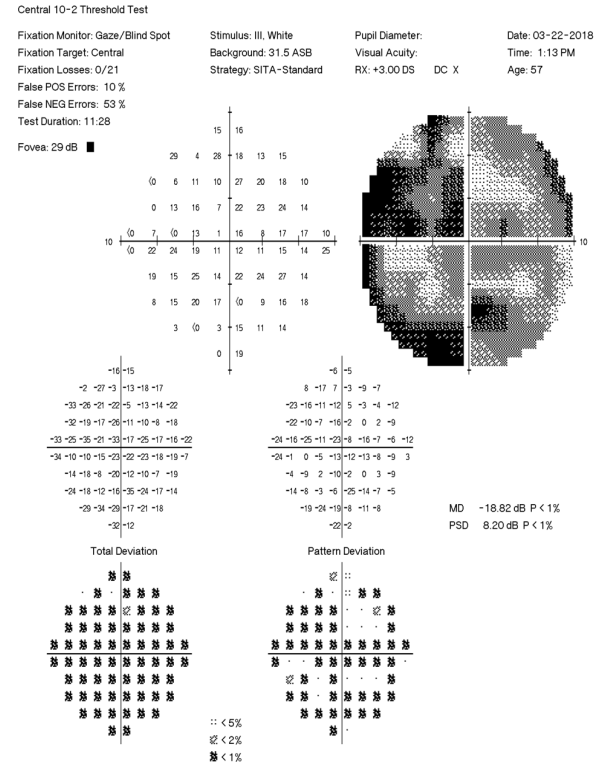 Central 10-2 Threshold Test
Fixation Monitor: Gaze/Blind Spot Stimulus: III, White Pupil Diameter: Date: 03-22-2018
Fixation Target: Central Background: 31.5 ASB Visual Acuity: Time: 1:13 PM
Fixation Losses: 0/21 Strategy: SITA-Standard RX: +3.00 DS DC X Age: 57
False POS Errors: 10 %
False NEG Errors: 53 %
Test Duration: 11:28
Fovea: 29 dB
15 16
29 4 28 18 13 15
<0 6 11 10 27 20 18 10
0 13 16 7 22 23 24 14
<0 7 <0 13 1 16 8 17 17 10
10 10
<0 22 24 19 11 12 11 15 14 25
19 15 25 14 22 24 27 14
8 15 20 17 <0 9 16 18
3 <0 3 15 11 14
0 19
-16 -15 -6 -5
-2 -27 -3 -13 -18 -17 8 -17 7 -3 -9 -7
-33 -26 -21 -22 -5 -13 -14 -22 -23 -16 -11 -12 5 -3 -4 -12
-32 -19 -17 -26 -11 -10 -8 -18 -22 -10 -7 -16 -2 0 2 -9
-33 -25 -35 -21 -33 -17 -25 -17 -16 -22 -24 -16 -25 -11 -23 -8 -16 -7 -6 -12
-34 -10 -10 -15 -23 -22 -23 -18 -19 -7 -24 -1 0 -5 -13 -12 -13 -8 -9 3
-14 -18 -8 -20 -12 -10 -7 -19 -4 -9 2 -10 -2 0 3 -9
-24 -18 -12 -16 -35 -24 -17 -14 -14 -8 -3 -6 -25 -14 -7 -5
-29 -34 -29 -17 -21 -18 -19 -24 -19 -8 -11 -8
-32 -12 -22 -2
MD -18.82 dB P < 1%
PSD 8.20 dB P < 1%
Total Deviation Pattern Deviation
< 5%
< 2%
< 1%